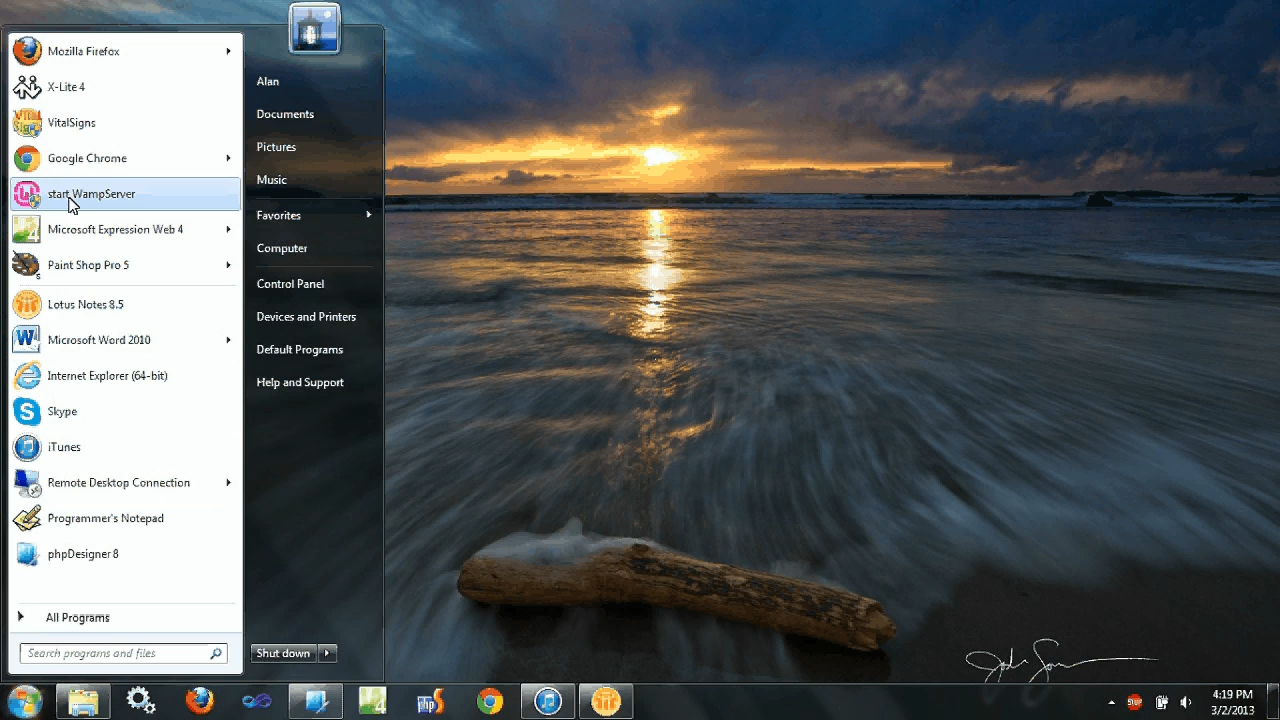 Mozilla Firefox
X-Lite 4
VitalSigns
Google Chrome
start WampServer
Microsoft Expression Web 4
Paint Shop Pro 5
Lotus Notes 8.5
Microsoft Word 2010
Internet Explorer (64-bit)
Skype
iTunes
Remote Desktop Connection
Programmer's Notepad
phpDesigner 8
All Programs
Search programs and files
Alan
Documents
Pictures
Music
Favorites
Computer
Control Panel
Devices and Printers
Default Programs
Help and Support
Shut down
4:19 PM
3/2/2013